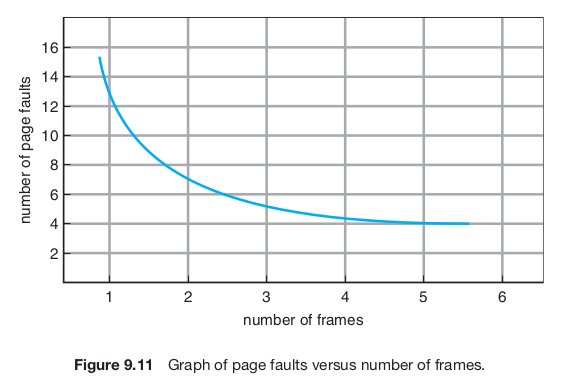 number of page faults
16
14
12
10
8
6
4
2
1 2 3 4 5 6
number of frames
Figure 9.11 Graph of page faults versus number of frames.